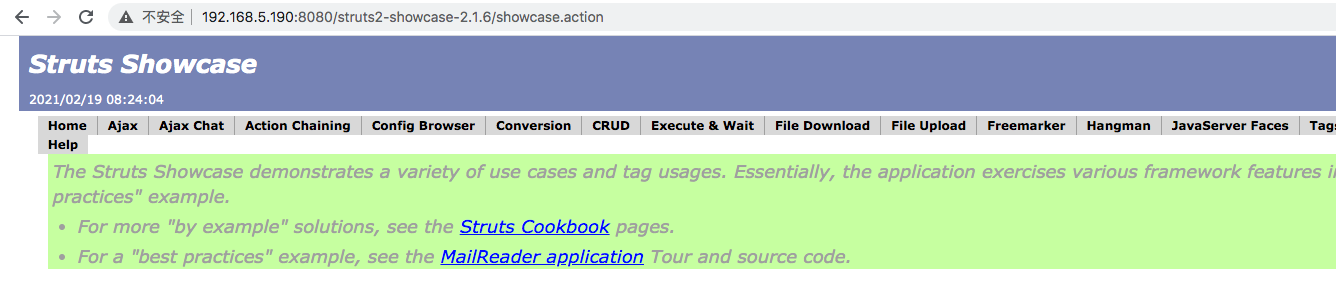 不安全 192.168.5.190:8080/struts2-showcase-2.1.6/showcase.action
Struts Showcase
2021/02/19 08:24:04
Home Ajax Ajax Chat Action Chaining Config Browser Conversion CRUD Execute & Wait File Download File Upload Freemarker Hangman JavaServer Faces Tags
Help
The Struts Showcase demonstrates a variety of use cases and tag usages. Essentially, the application exercises various framework features
practices" example.
• For more "by example" solutions, see the Struts Cookbook pages.
• For a "best practices" example, see the MailReader application Tour and source code.